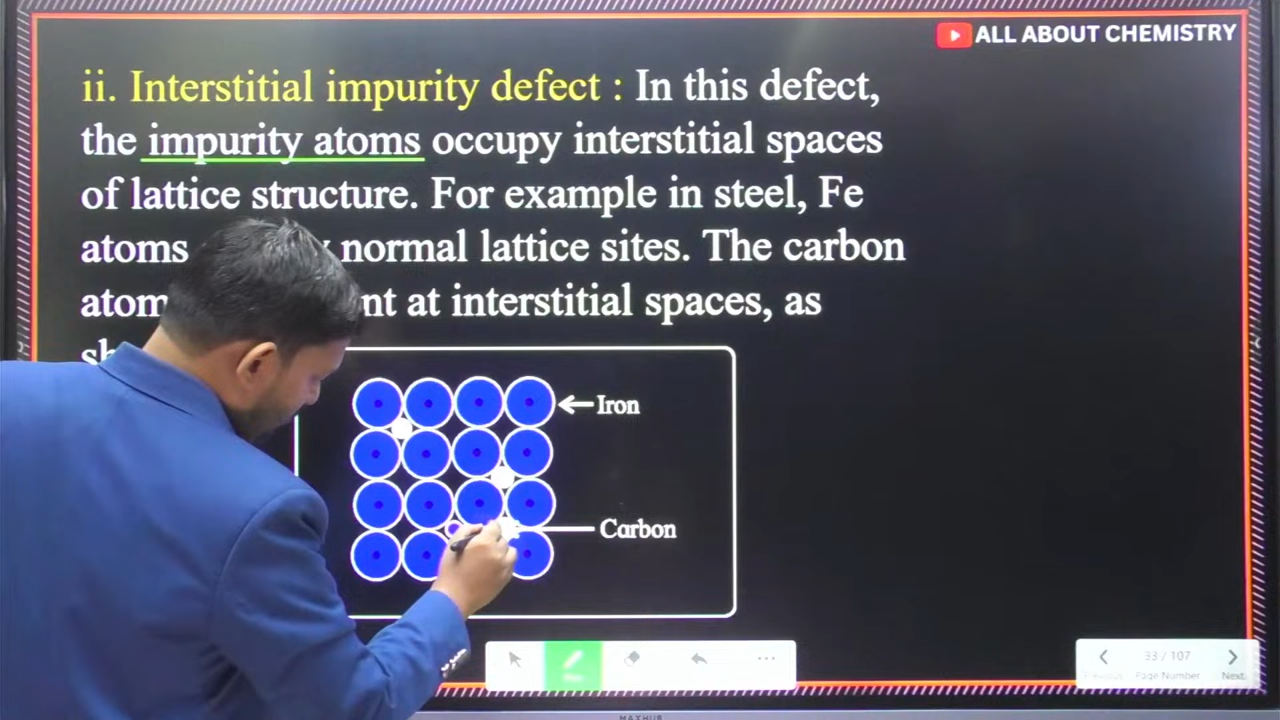 ALL ABOUT CHEMISTRY
ii. Interstitial impurity defect : In this defect,
the impurity atoms occupy interstitial spaces
of lattice structure. For example in steel, Fe
atoms normal lattice sites. The carbon
at interstitial spaces, as
Iron
Carbon
33 / 107
Previous Page Number Next
MAXHUB